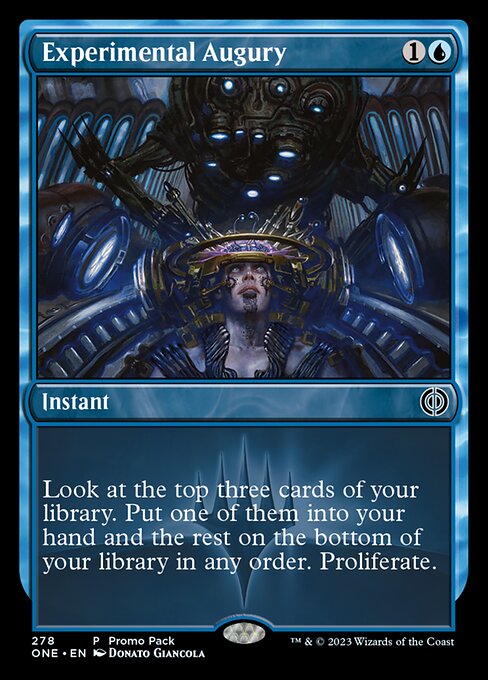 Experimental Augury 1
Instant
Look at the top three cards of your
library. Put one of them into your
hand and the rest on the bottom of
your library in any order. Proliferate.
278 P Promo Pack ™ & © 2023 Wizards of the Coast
ONE • EN Donato Giancola